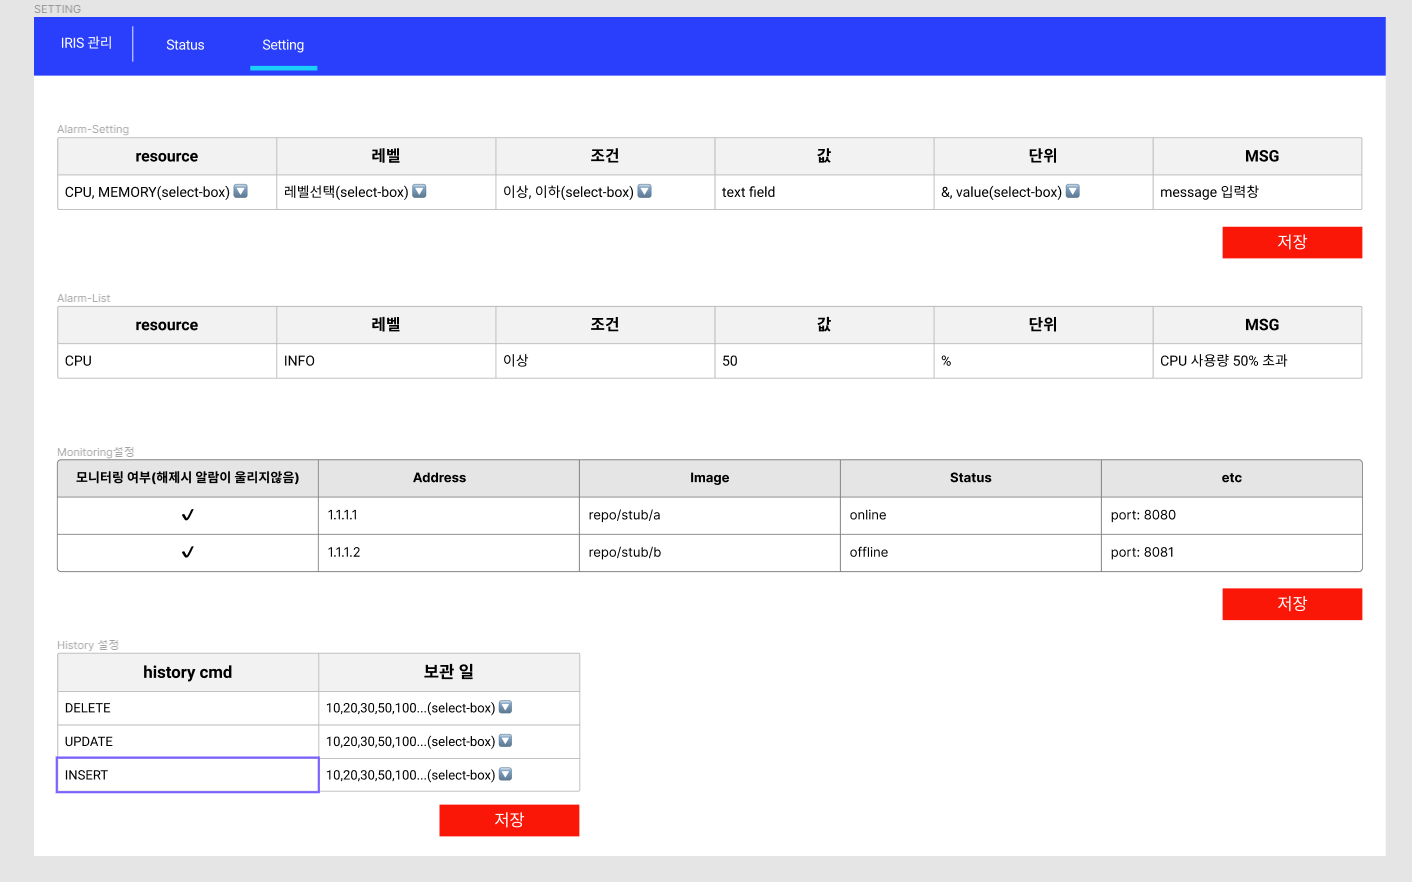 SETTING
IRIS 관리 Status Setting
Alarm-Setting
resource 레벨 조건 값 단위 MSG
CPU, MEMORY(select-box) 🔽 레벨선택(select-box) 🔽 이상, 이하(select-box) 🔽 text field &, value(select-box) 🔽 message 입력창
저장
Alarm-List
resource 레벨 조건 값 단위 MSG
CPU INFO 이상 50 % CPU 사용량 50% 초과
Monitoring설정
모니터링 여부(해제시 알람이 울리지않음) Address Image Status etc
✔ 1.1.1.1 repo/stub/a online port: 8080
✔ 1.1.1.2 repo/stub/b offline port: 8081
저장
History 설정
history cmd 보관 일
DELETE 10,20,30,50,100...(select-box) 🔽
UPDATE 10,20,30,50,100...(select-box) 🔽
INSERT 10,20,30,50,100...(select-box) 🔽
저장